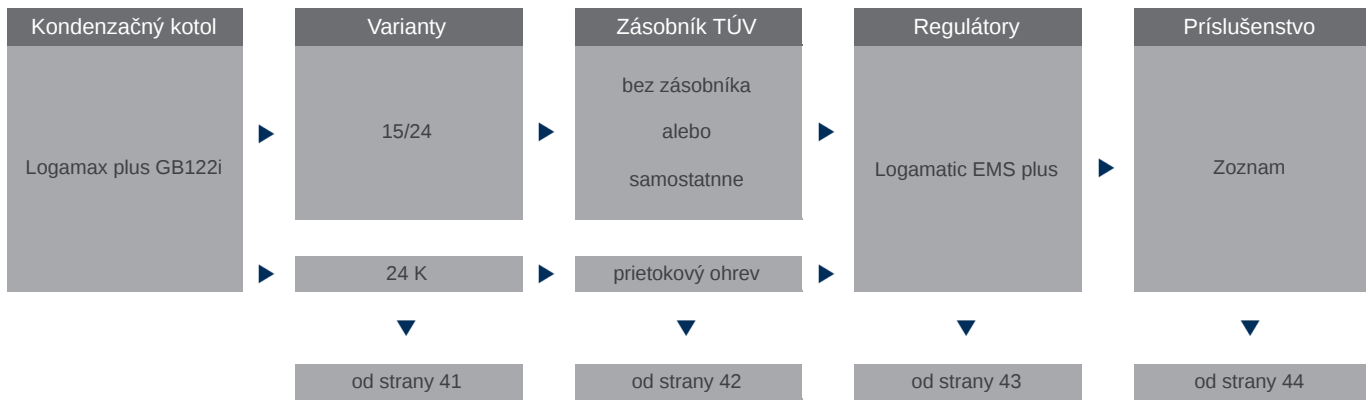 Kondenzačný kotol
Varianty
Zásobník TÚV
Regulátory
Príslušenstvo
Logamax plus GB122i
15/24
bez zásobníka
alebo
samostatnne
Logamatic EMS plus
Zoznam
24 K
prietokový ohrev
od strany 41
od strany 42
od strany 43
od strany 44